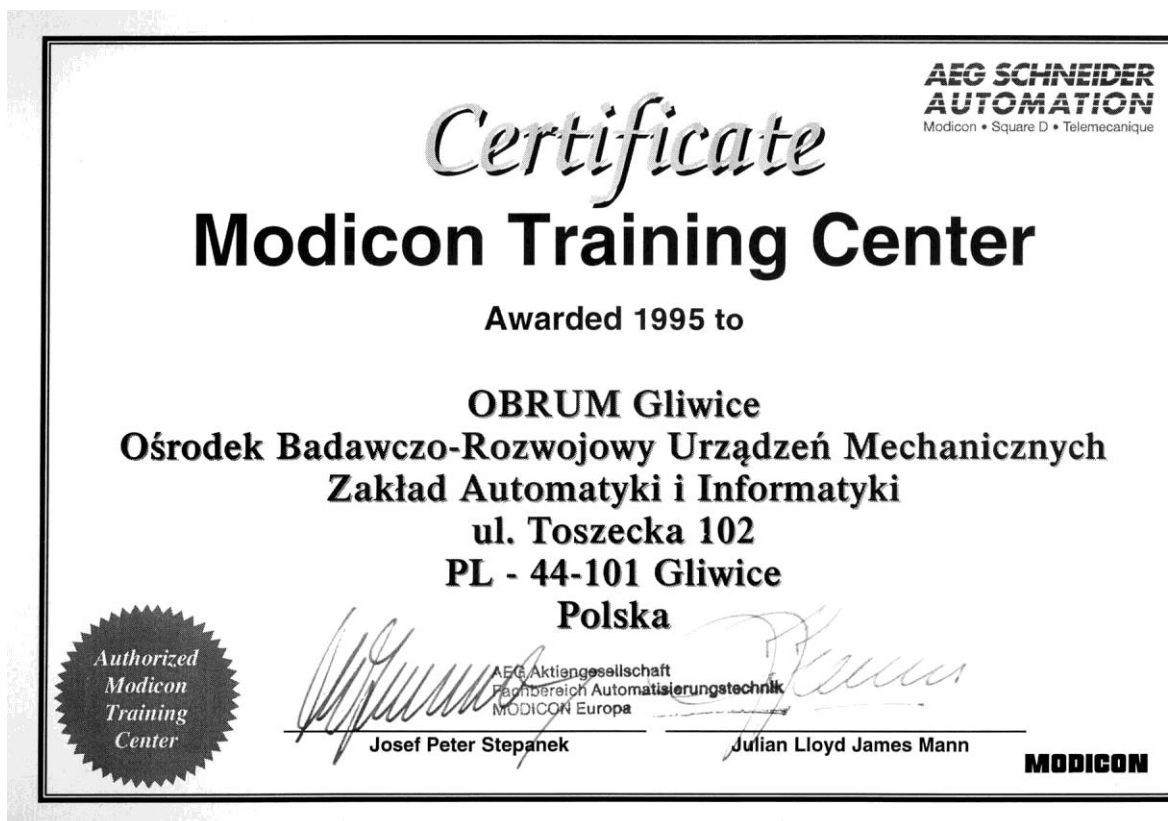 AEG SCHNEIDER
AUTOMATION
Modicon • Square D • Telemecanique
Certificate
Modicon Training Center
Awarded 1995 to
OBRUM Gliwice
Ośrodek Badawczo-Rozwojowy Urządzeń Mechanicznych
Zakład Automatyki i Informatyki
ul. Toszecka 102
PL - 44-101 Gliwice
Polska
Authorized
Modicon
Training
Center
AEG Aktiengesellschaft
Fachbereich Automatisierungstechnik
MODICON Europa
Josef Peter Stepanek
Julian Lloyd James Mann
MODICON